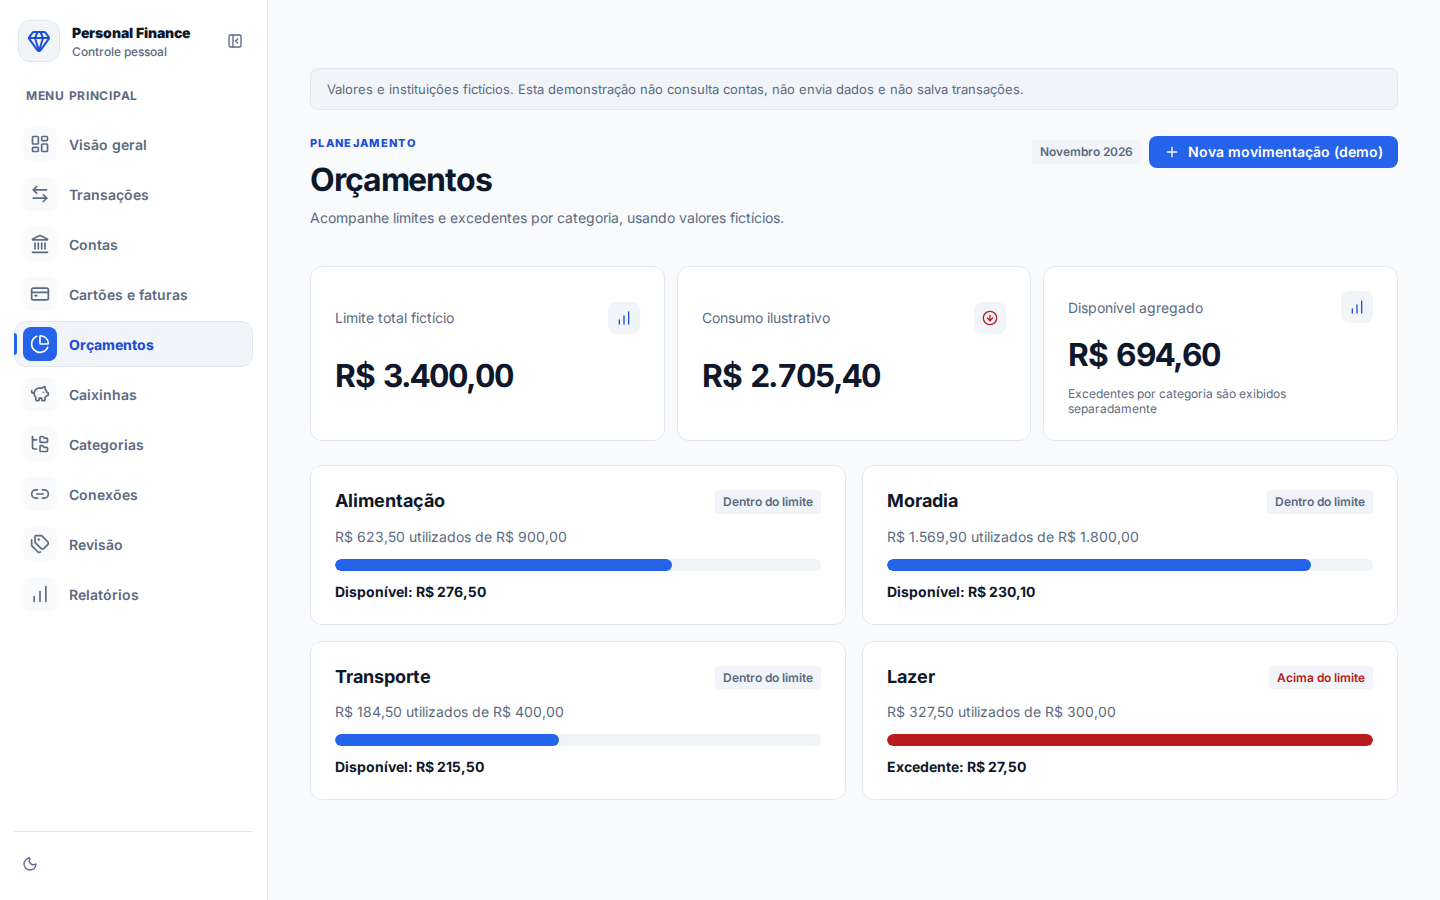 Personal Finance
Controle pessoal
MENU PRINCIPAL
Visão geral
Transações
Contas
Cartões e faturas
Orçamentos
Caixinhas
Categorias
Conexões
Revisão
Relatórios
Valores e instituições fictícios. Esta demonstração não consulta contas, não envia dados e não salva transações.
PLANEJAMENTO
Orçamentos
Acompanhe limites e excedentes por categoria, usando valores fictícios.
Novembro 2026
Nova movimentação (demo)
Limite total fictício
R$ 3.400,00
Consumo ilustrativo
R$ 2.705,40
Disponível agregado
R$ 694,60
Excedentes por categoria são exibidos
separadamente
Alimentação
Dentro do limite
R$ 623,50 utilizados de R$ 900,00
Disponível: R$ 276,50
Moradia
Dentro do limite
R$ 1.569,90 utilizados de R$ 1.800,00
Disponível: R$ 230,10
Transporte
Dentro do limite
R$ 184,50 utilizados de R$ 400,00
Disponível: R$ 215,50
Lazer
Acima do limite
R$ 327,50 utilizados de R$ 300,00
Excedente: R$ 27,50